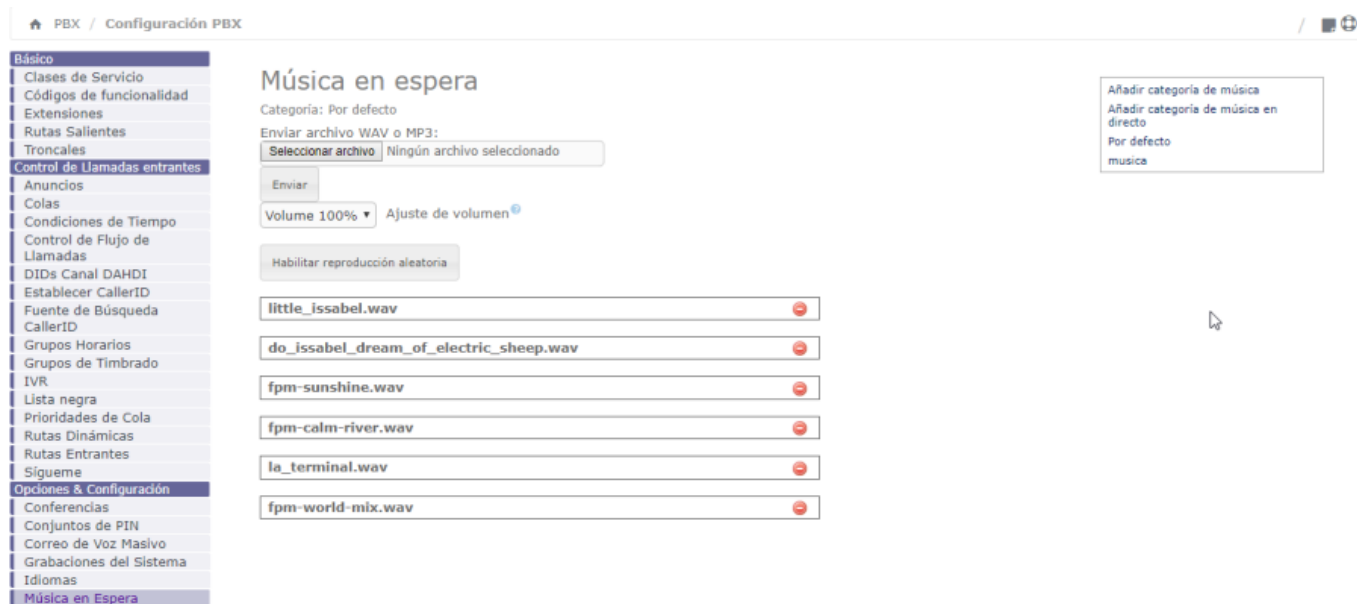 PBX / Configuración PBX
/
Básico
Clases de Servicio
Códigos de funcionalidad
Extensiones
Rutas Salientes
Troncales
Control de Llamadas entrantes
Anuncios
Colas
Condiciones de Tiempo
Control de Flujo de
Llamadas
DIDs Canal DAHDI
Establecer CallerID
Fuente de Búsqueda
CallerID
Grupos Horarios
Grupos de Timbrado
IVR
Lista negra
Prioridades de Cola
Rutas Dinámicas
Rutas Entrantes
Sígueme
Opciones & Configuración
Conferencias
Conjuntos de PIN
Correo de Voz Masivo
Grabaciones del Sistema
Idiomas
Música en Espera
Música en espera
Categoría: Por defecto
Enviar archivo WAV o MP3:
Seleccionar archivo Ningún archivo seleccionado
Enviar
Volume 100% Ajuste de volumen
Habilitar reproducción aleatoria
little_issabel.wav
do_issabel_dream_of_electric_sheep.wav
fpm-sunshine.wav
fpm-calm-river.wav
la_terminal.wav
fpm-world-mix.wav
Añadir categoría de música
Añadir categoría de música en
directo
Por defecto
musica